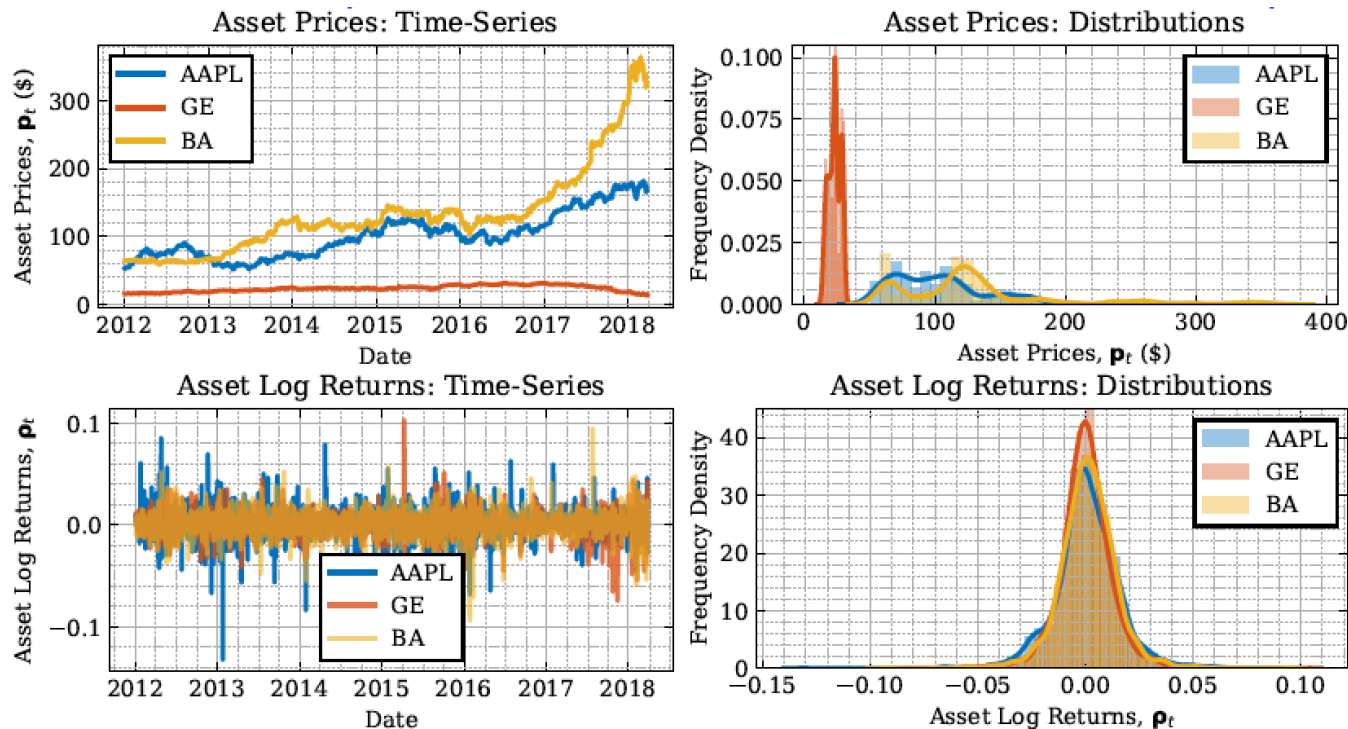 Asset Prices: Time-Series
Asset Prices, pₜ ($)
300
200
100
0
AAPL
GE
BA
2012 2013 2014 2015 2016 2017 2018
Date
Asset Prices: Distributions
Frequency Density
0.100
0.075
0.050
0.025
0.000
AAPL
GE
BA
0 100 200 300 400
Asset Prices, pₜ ($)
Asset Log Returns: Time-Series
Asset Log Returns, ρₜ
0.1
0.0
−0.1
AAPL
GE
BA
2012 2013 2014 2015 2016 2017 2018
Date
Asset Log Returns: Distributions
Frequency Density
40
30
20
10
0
AAPL
GE
BA
−0.15 −0.10 −0.05 0.00 0.05 0.10
Asset Log Returns, ρₜ